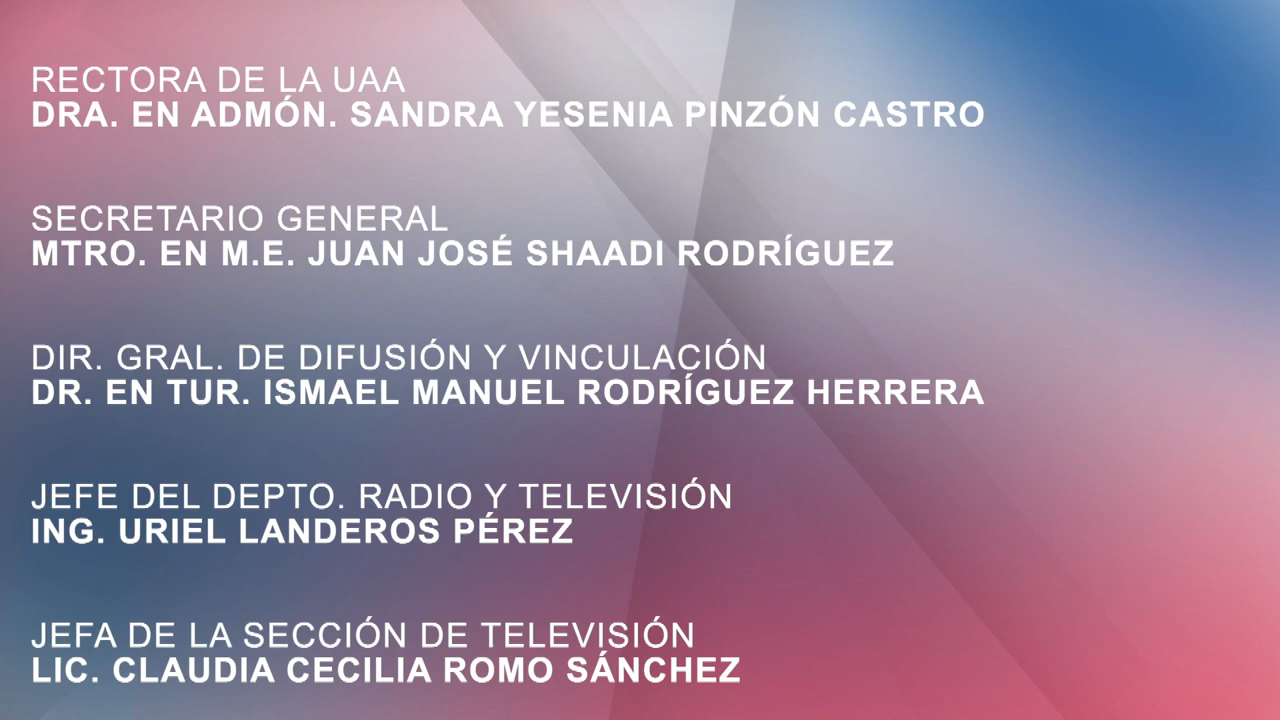 RECTORA DE LA UAA
DRA. EN ADMÓN. SANDRA YESENIA PINZÓN CASTRO
SECRETARIO GENERAL
MTRO. EN M.E. JUAN JOSÉ SHAADI RODRÍGUEZ
DIR. GRAL. DE DIFUSIÓN Y VINCULACIÓN
DR. EN TUR. ISMAEL MANUEL RODRÍGUEZ HERRERA
JEFE DEL DEPTO. RADIO Y TELEVISIÓN
ING. URIEL LANDEROS PÉREZ
JEFA DE LA SECCIÓN DE TELEVISIÓN
LIC. CLAUDIA CECILIA ROMO SÁNCHEZ